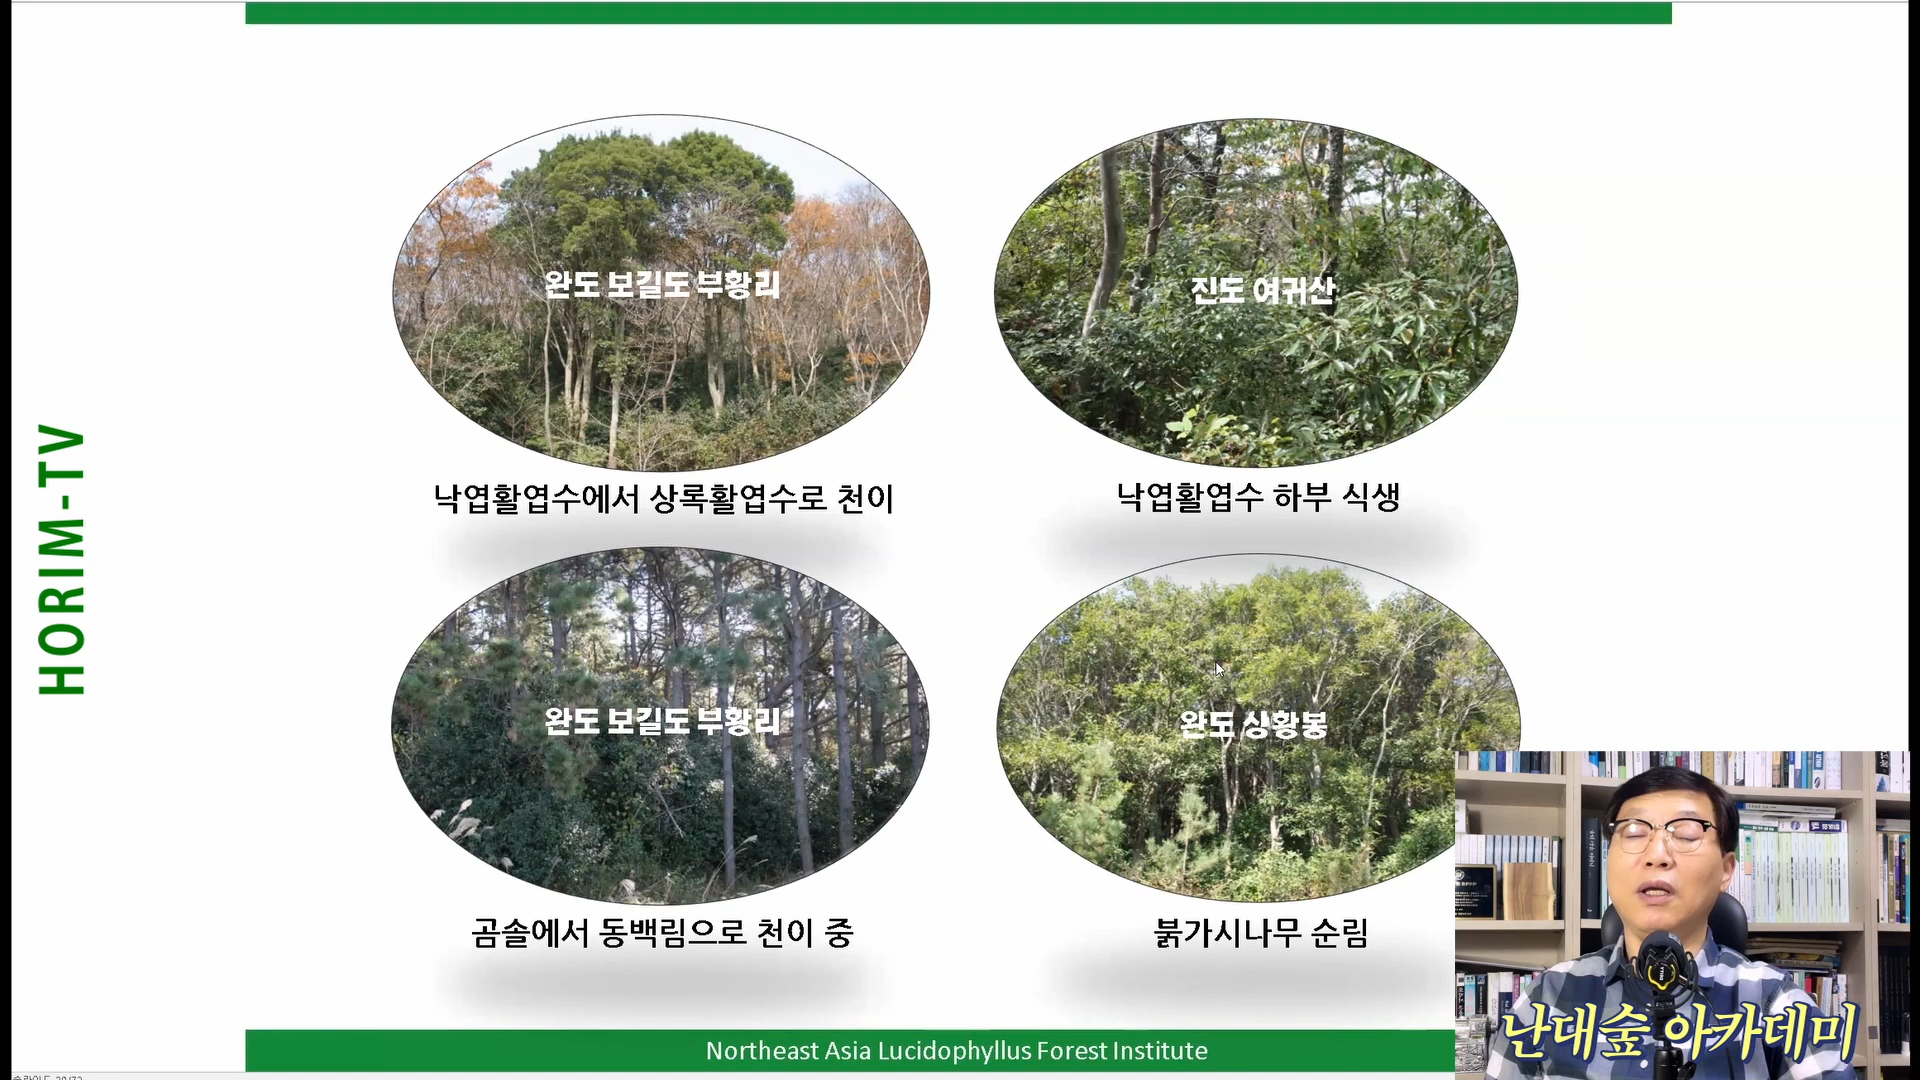 HORIM-TV
완도 보길도 부황리
진도 여귀산
낙엽활엽수에서 상록활엽수로 천이
낙엽활엽수 하부 식생
완도 보길도 부황리
완도 상황봉
곰솔에서 동백림으로 천이 중
붉가시나무 순림
난대숲 아카데미
Northeast Asia Lucidophyllus Forest Institute